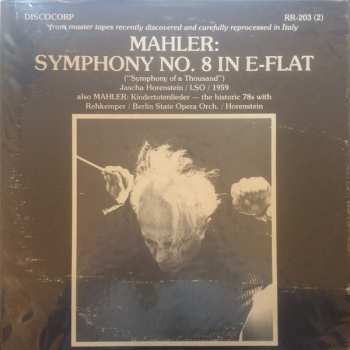 DISCOCORP RR-203 (2)
"from master tapes recently discovered and carefully reprocessed in Italy
MAHLER:
SYMPHONY NO. 8 IN E-FLAT
("Symphony of a Thousand")
Jascha Horenstein / LSO / 1959
also MAHLER: Kindertotenlieder — the historic 78s with
Rehkemper / Berlin State Opera Orch. / Horenstein